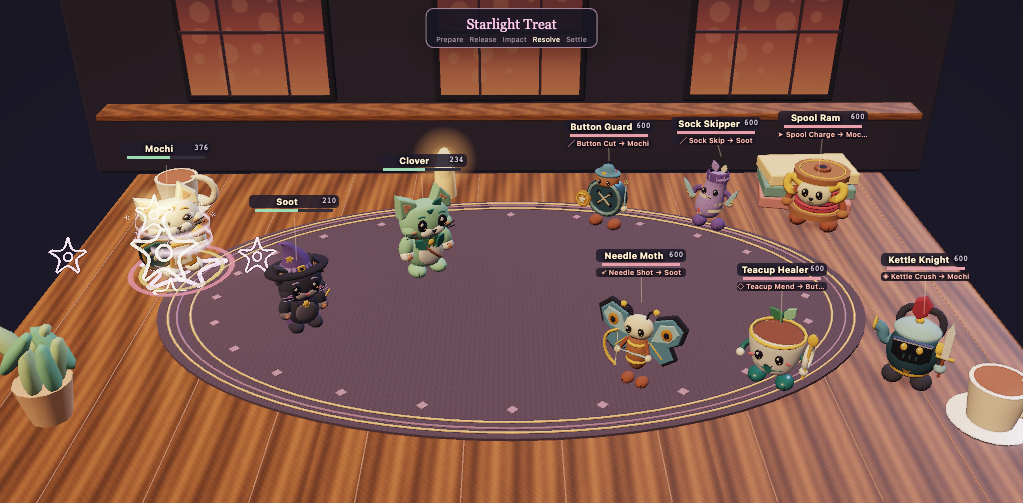 Starlight Treat
Prepare Release Impact Resolve Settle
Mochi 376
Clover 234
Soot 210
Button Guard 600
Button Cut → Mochi
Sock Skipper 600
Sock Skip → Soot
Spool Ram 600
Spool Charge → Moc...
Needle Moth 600
Needle Shot → Soot
Teacup Healer 600
Teacup Mend → But...
Kettle Knight 600
Kettle Crush → Mochi